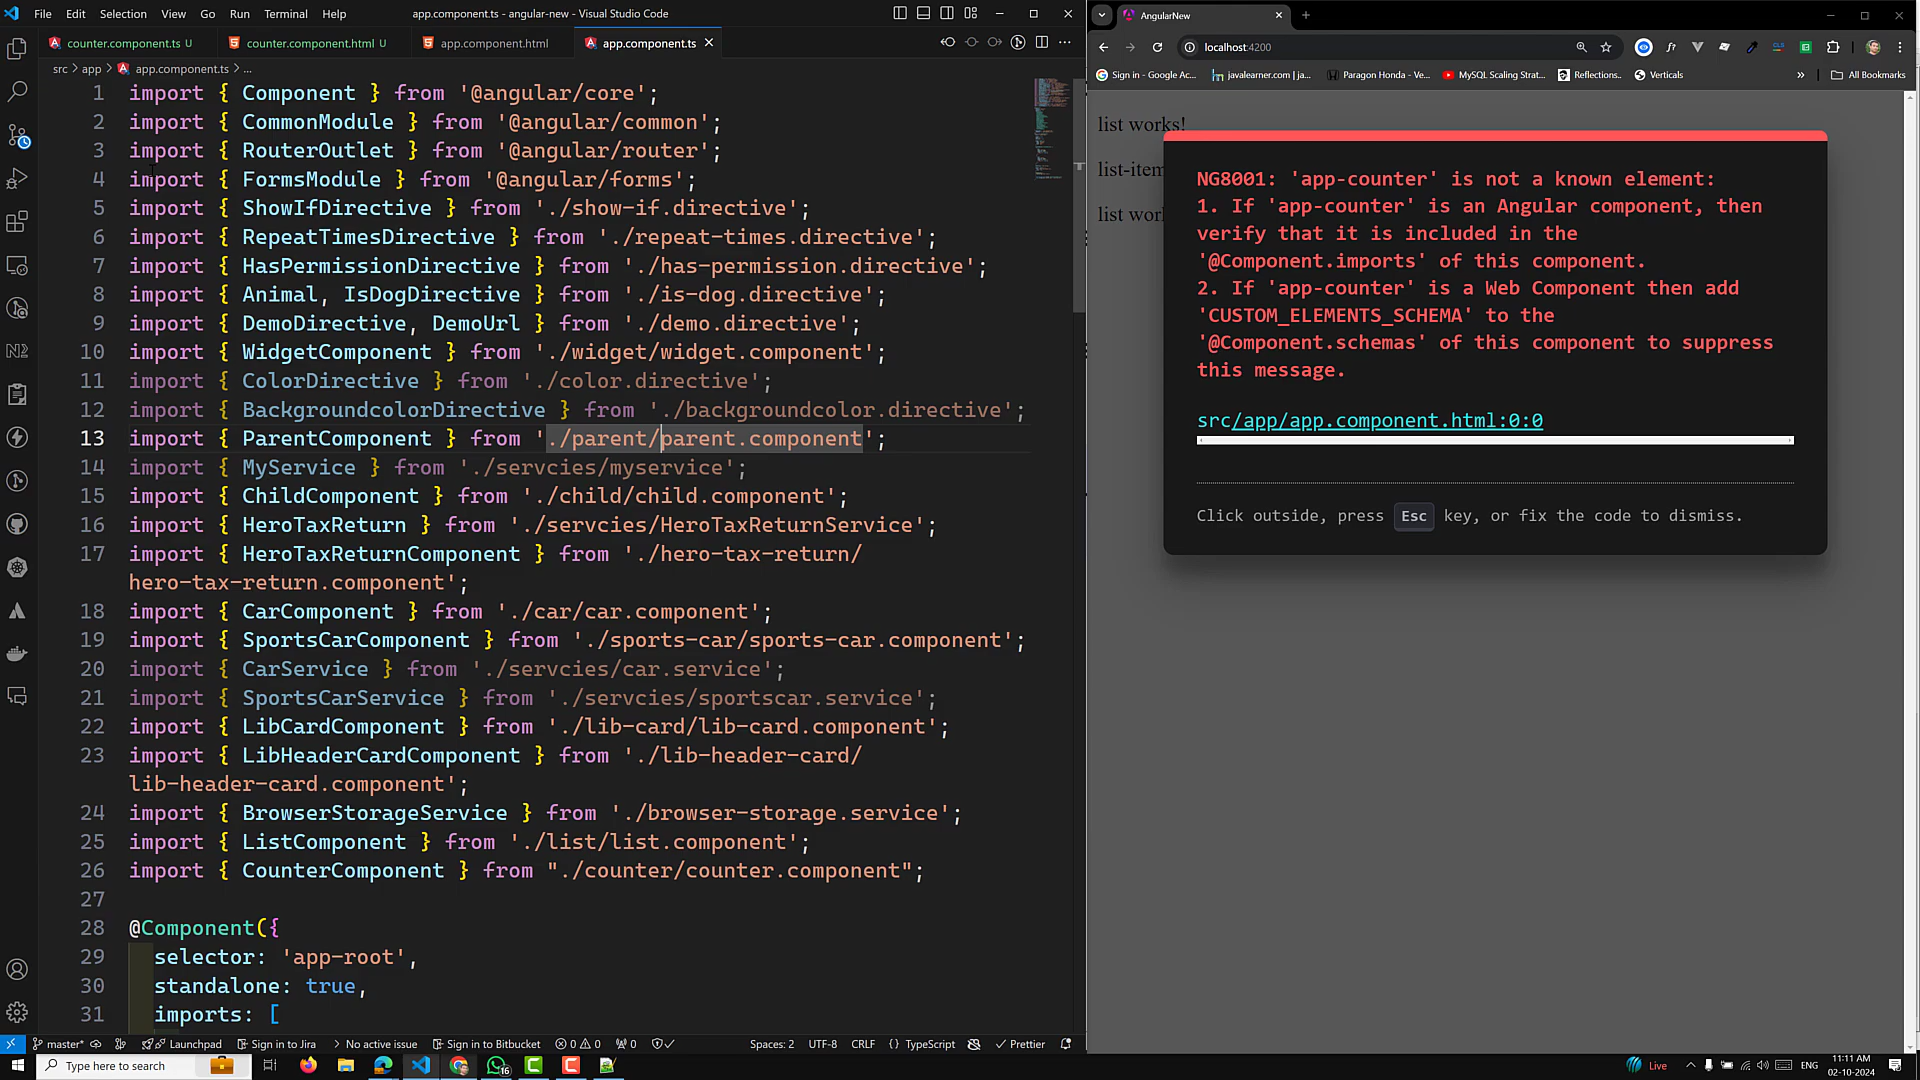 File Edit Selection View Go Run Terminal Help
app.component.ts - angular-new - Visual Studio Code
counter.component.ts U
counter.component.html U
app.component.html
app.component.ts
src > app > app.component.ts > ...
1 import { Component } from '@angular/core';
2 import { CommonModule } from '@angular/common';
3 import { RouterOutlet } from '@angular/router';
4 import { FormsModule } from '@angular/forms';
5 import { ShowIfDirective } from './show-if.directive';
6 import { RepeatTimesDirective } from './repeat-times.directive';
7 import { HasPermissionDirective } from './has-permission.directive';
8 import { Animal, IsDogDirective } from './is-dog.directive';
9 import { DemoDirective, DemoUrl } from './demo.directive';
10 import { WidgetComponent } from './widget/widget.component';
11 import { ColorDirective } from './color.directive';
12 import { BackgroundcolorDirective } from './backgroundcolor.directive';
13 import { ParentComponent } from './parent/parent.component';
14 import { MyService } from './servcies/myservice';
15 import { ChildComponent } from './child/child.component';
16 import { HeroTaxReturn } from './servcies/HeroTaxReturnService';
17 import { HeroTaxReturnComponent } from './hero-tax-return/
hero-tax-return.component';
18 import { CarComponent } from './car/car.component';
19 import { SportsCarComponent } from './sports-car/sports-car.component';
20 import { CarService } from './servcies/car.service';
21 import { SportsCarService } from './servcies/sportscar.service';
22 import { LibCardComponent } from './lib-card/lib-card.component';
23 import { LibHeaderCardComponent } from './lib-header-card/
lib-header-card.component';
24 import { BrowserStorageService } from './browser-storage.service';
25 import { ListComponent } from './list/list.component';
26 import { CounterComponent } from "./counter/counter.component";
27
28 @Component({
29 selector: 'app-root',
30 standalone: true,
31 imports: [
master* Launchpad Sign in to Jira No active issue Sign in to Bitbucket 0 0 0 Spaces: 2 UTF-8 CRLF {} TypeScript Prettier
AngularNew
localhost:4200
Sign in - Google Ac...
javalearner.com | ja...
Paragon Honda - Ve...
MySQL Scaling Strat...
Reflections..
Verticals
» All Bookmarks
list works!
list-item
list wor
NG8001: 'app-counter' is not a known element:
1. If 'app-counter' is an Angular component, then
verify that it is included in the
'@Component.imports' of this component.
2. If 'app-counter' is a Web Component then add
'CUSTOM_ELEMENTS_SCHEMA' to the
'@Component.schemas' of this component to suppress
this message.
src/app/app.component.html:0:0
Click outside, press Esc key, or fix the code to dismiss.
Type here to search
16
Live
ENG
11:11 AM
02-10-2024